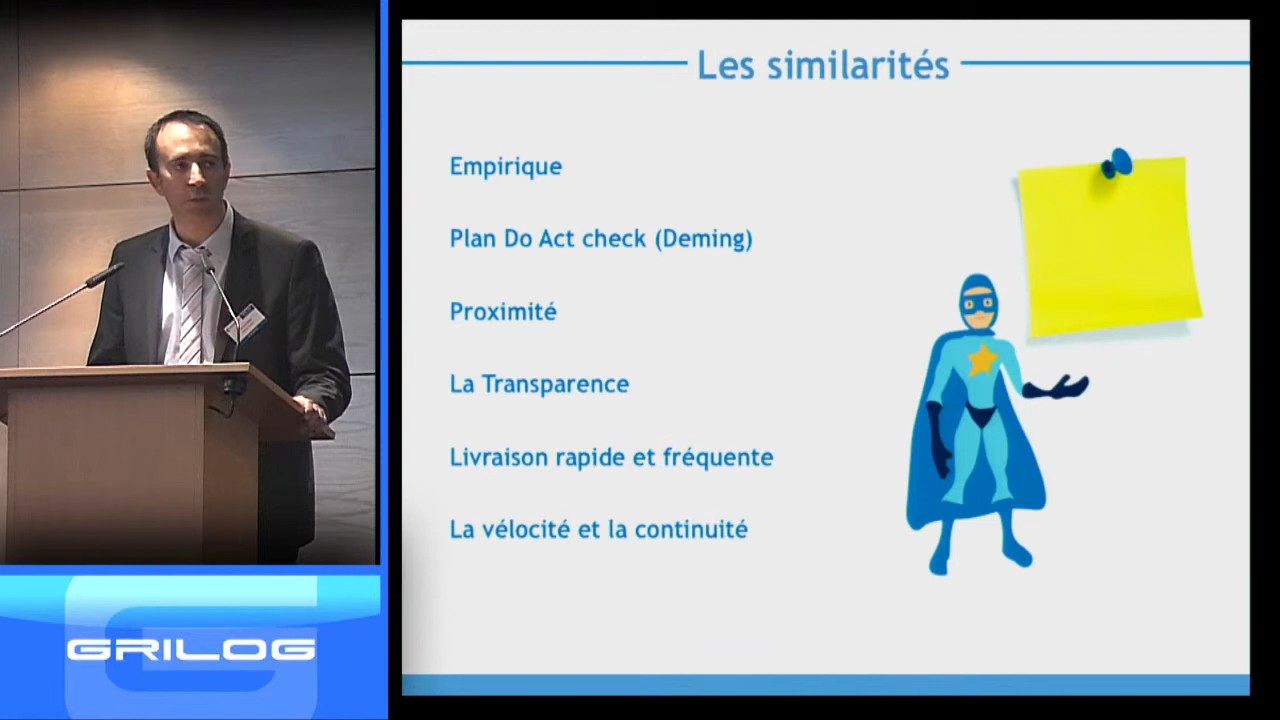 Les similarités
Empirique
Plan Do Act check (Deming)
Proximité
La Transparence
Livraison rapide et fréquente
La vélocité et la continuité
GRILOG